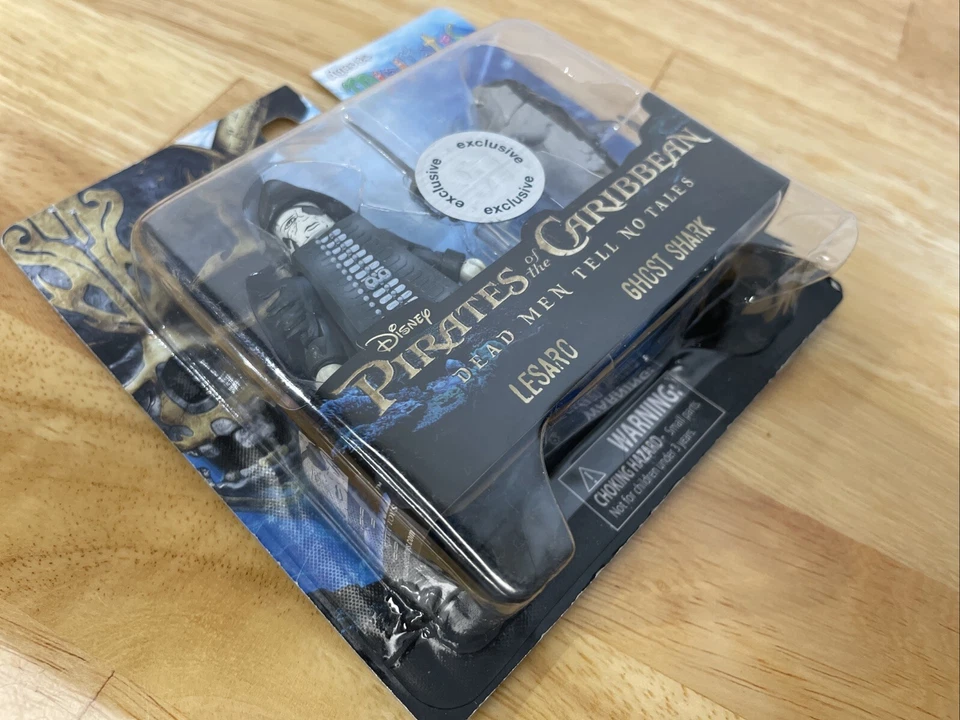 exclusive
exclusive
exclusive
DISNEY
PIRATES of the CARIBBEAN
DEAD MEN TELL NO TALES
LESARO
GHOST SHARK
WARNING:
CHOKING HAZARD- Small parts
Not for children under 3 years